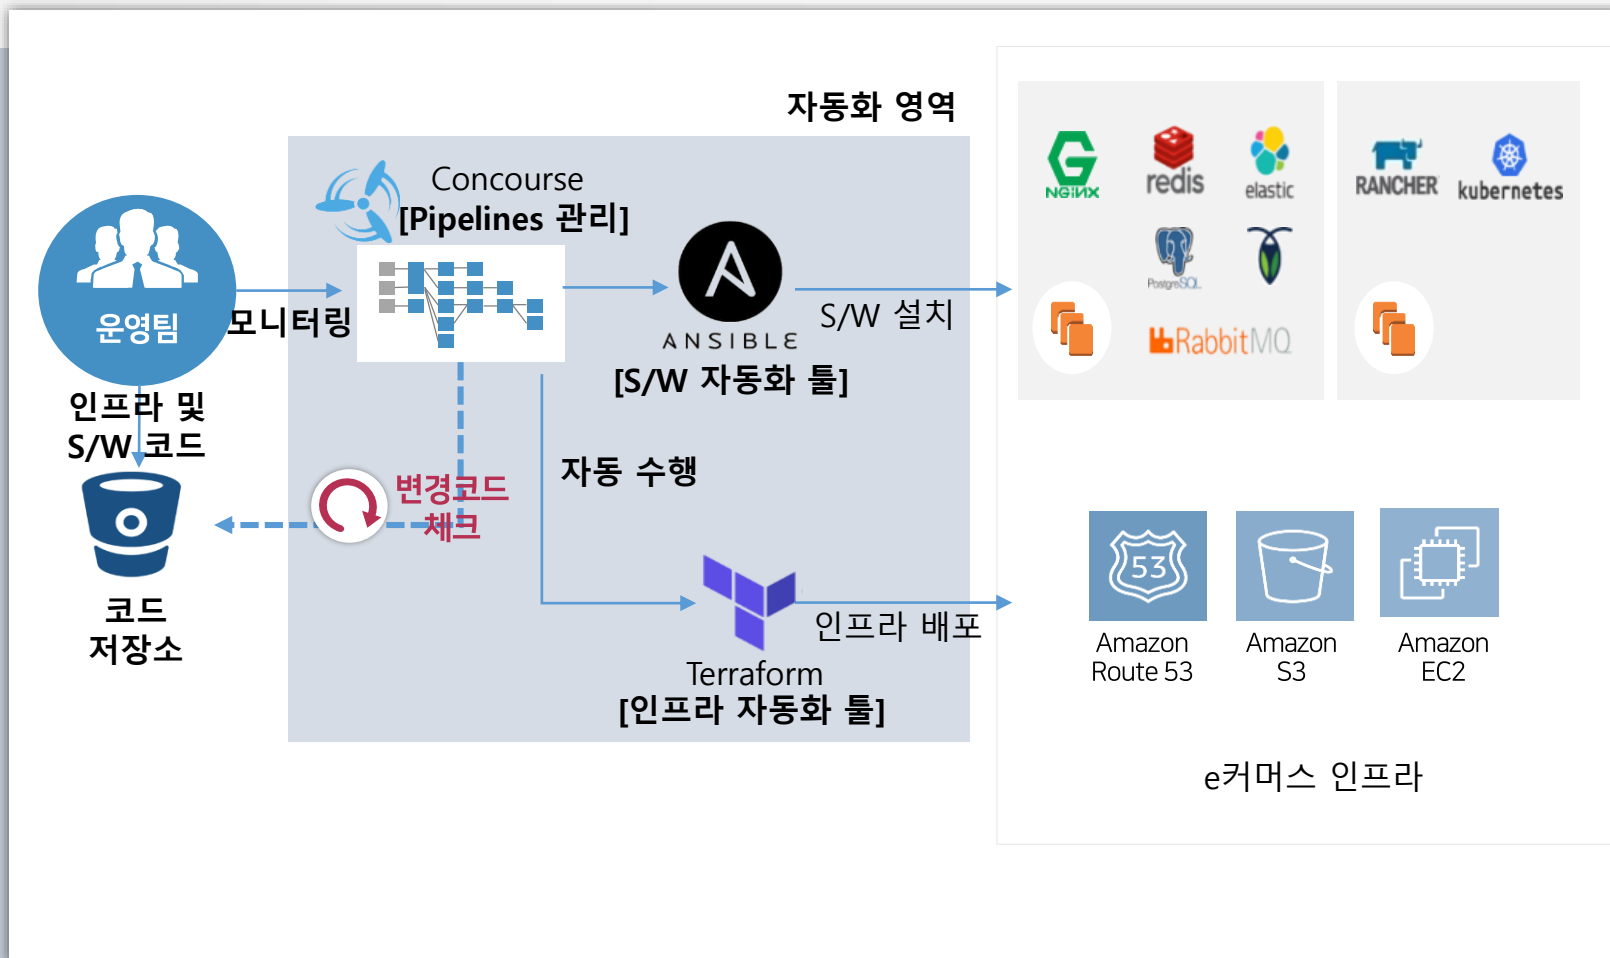 자동화 영역
Concourse
[Pipelines 관리]
운영팀
모니터링
인프라 및
S/W 코드
코드
저장소
변경코드
체크
자동 수행
ANSIBLE
[S/W 자동화 툴]
S/W 설치
Terraform
[인프라 자동화 툴]
인프라 배포
NGINX
redis
elastic
PostgreSQL
RabbitMQ
RANCHER
kubernetes
53
Amazon
Route 53
Amazon
S3
Amazon
EC2
e커머스 인프라